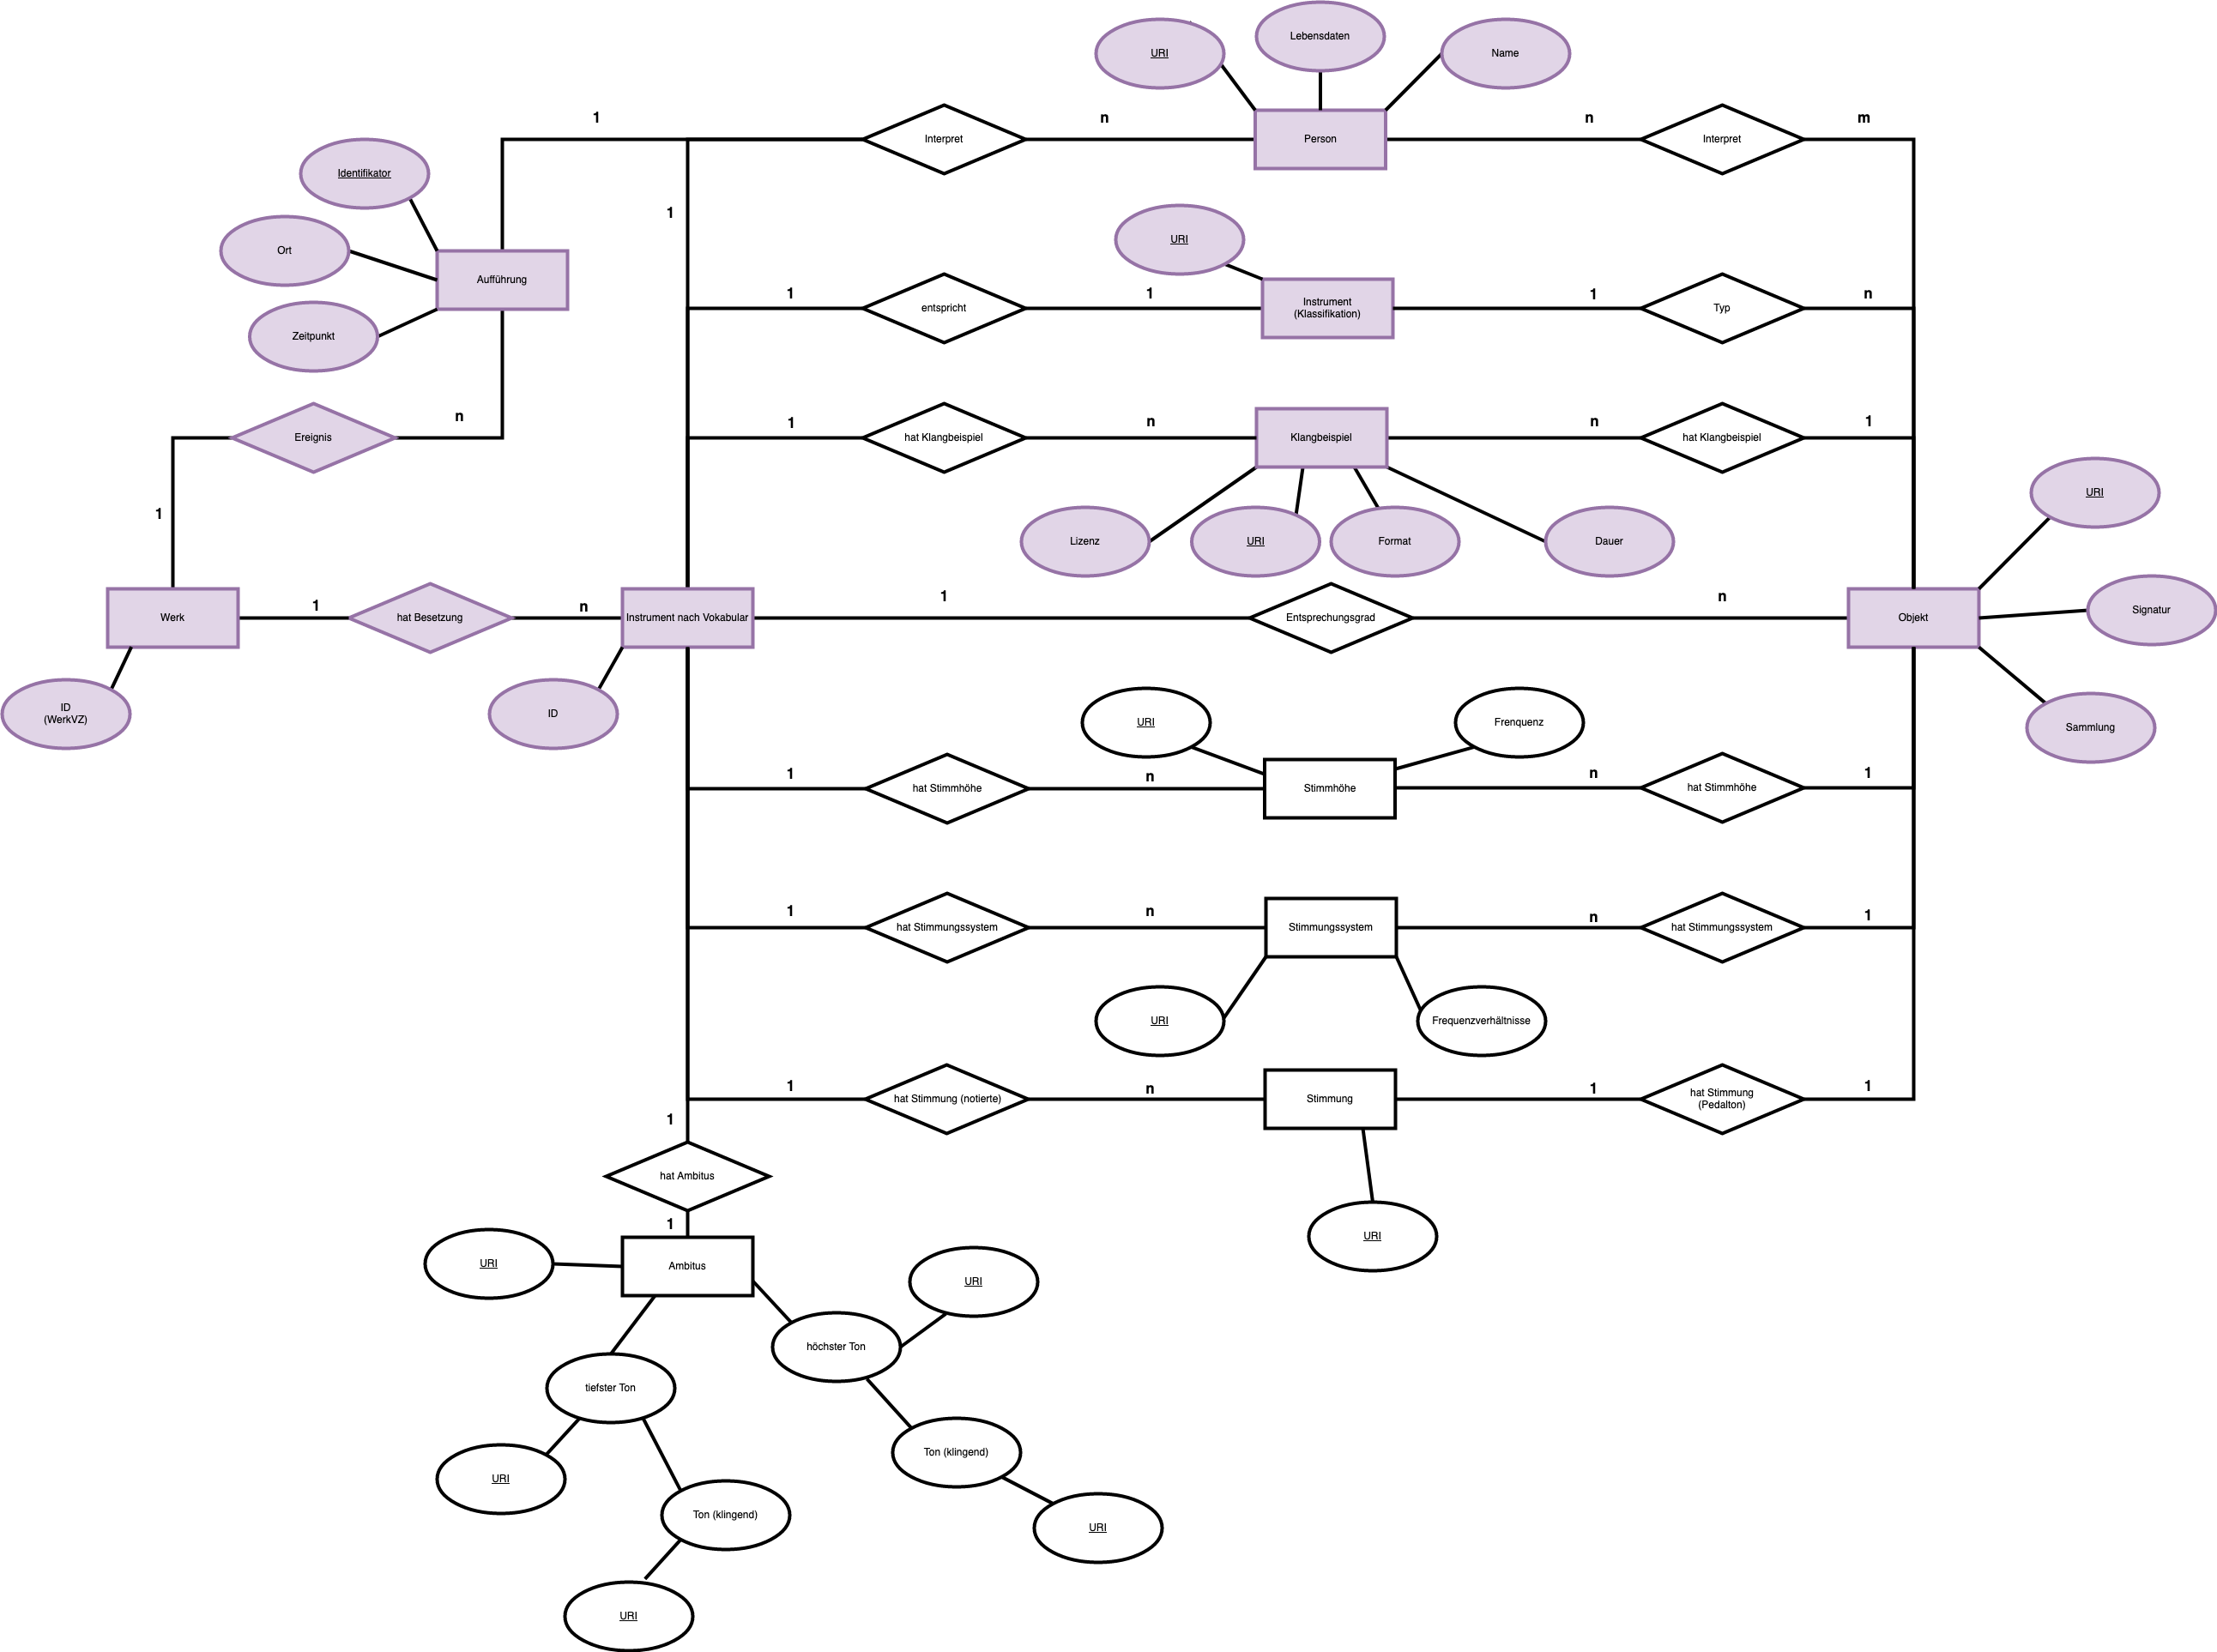 Lebensdaten
URI
Name
1
n
n
m
Interpret
Person
Interpret
Identifikator
1
URI
Ort
Aufführung
1
1
1
n
entspricht
Instrument
(Klassifikation)
Typ
Zeitpunkt
n
1
n
n
1
Ereignis
hat Klangbeispiel
Klangbeispiel
hat Klangbeispiel
URI
1
Lizenz
URI
Format
Dauer
1
n
1
n
Werk
hat Besetzung
Instrument nach Vokabular
Entsprechungsgrad
Objekt
Signatur
ID
(WerkVZ)
ID
URI
Frenquenz
Sammlung
1
n
n
1
hat Stimmhöhe
Stimmhöhe
hat Stimmhöhe
1
n
n
1
hat Stimmungssystem
Stimmungssystem
hat Stimmungssystem
URI
Frequenzverhältnisse
1
n
1
1
hat Stimmung (notierte)
Stimmung
hat Stimmung
(Pedalton)
1
hat Ambitus
1
URI
URI
Ambitus
URI
höchster Ton
tiefster Ton
Ton (klingend)
URI
Ton (klingend)
URI
URI